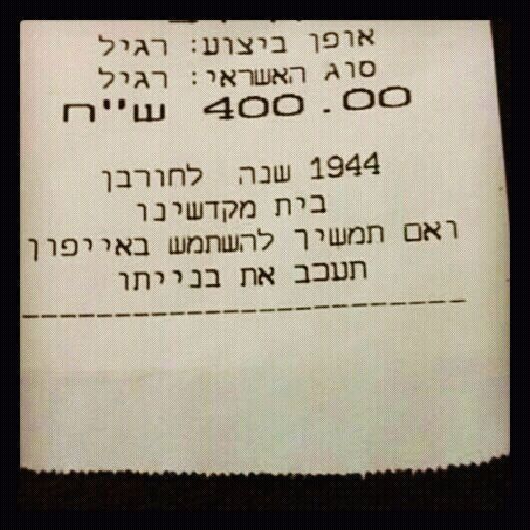 אופן ביצוע: רגיל
סוג האשראי: רגיל
400.00 ש"ח
1944 שנה לחורבן
בית מקדשינו
ואם תמשיך להשתמש באייפון
תעכב את בנייתו